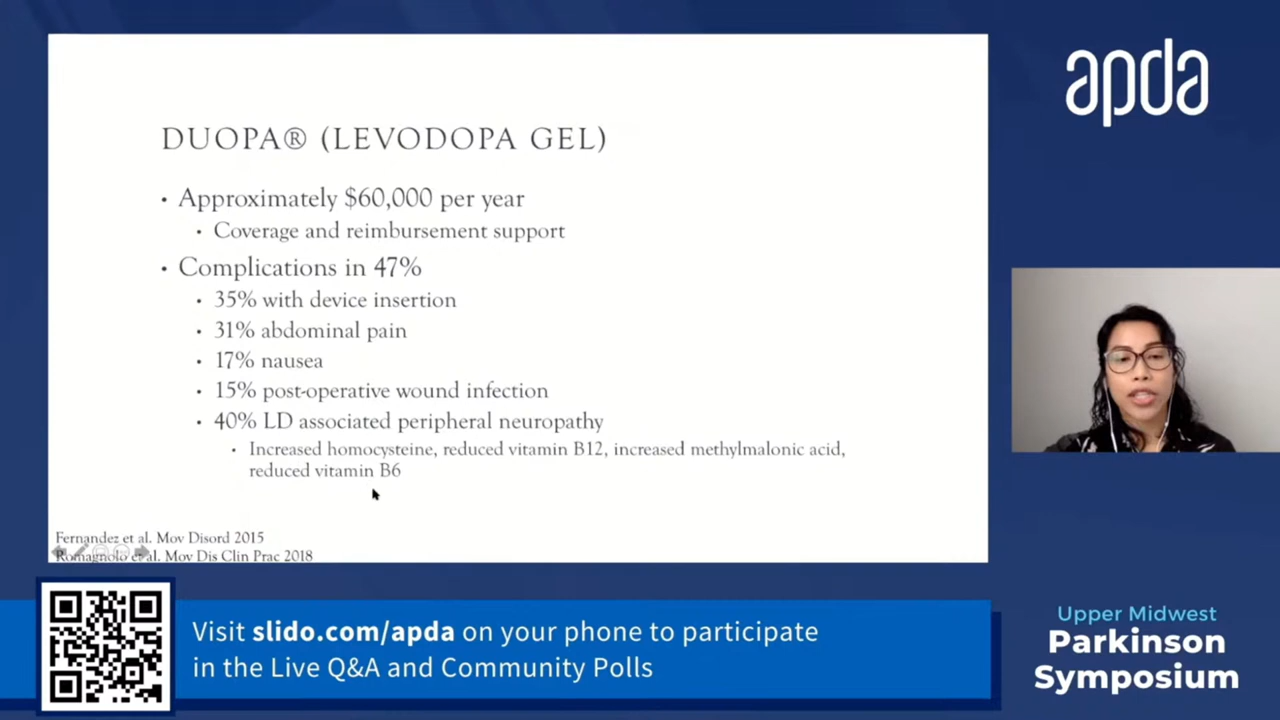 DUOPA® (LEVODOPA GEL)
• Approximately $60,000 per year
• Coverage and reimbursement support
• Complications in 47%
• 35% with device insertion
• 31% abdominal pain
• 17% nausea
• 15% post-operative wound infection
• 40% LD associated peripheral neuropathy
• Increased homocysteine, reduced vitamin B12, increased methylmalonic acid,
reduced vitamin B6
Fernandez et al. Mov Disord 2015
Romagnolo et al. Mov Dis Clin Prac 2018
apda
Visit slido.com/apda on your phone to participate
in the Live Q&A and Community Polls
Upper Midwest
Parkinson
Symposium